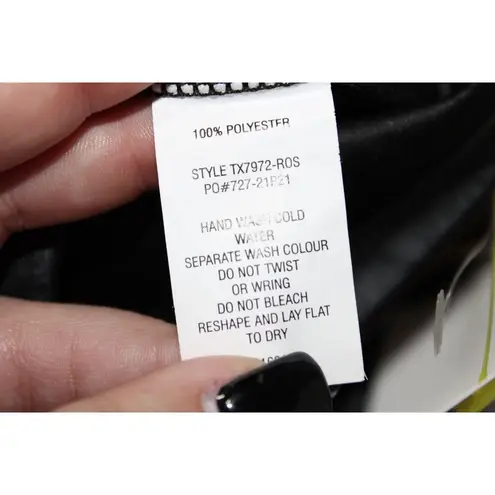 100% POLYESTER
STYLE TX7972-ROS
PO#727-21P21
HAND WASH COLD
WATER
SEPARATE WASH COLOUR
DO NOT TWIST
OR WRING
DO NOT BLEACH
RESHAPE AND LAY FLAT
TO DRY